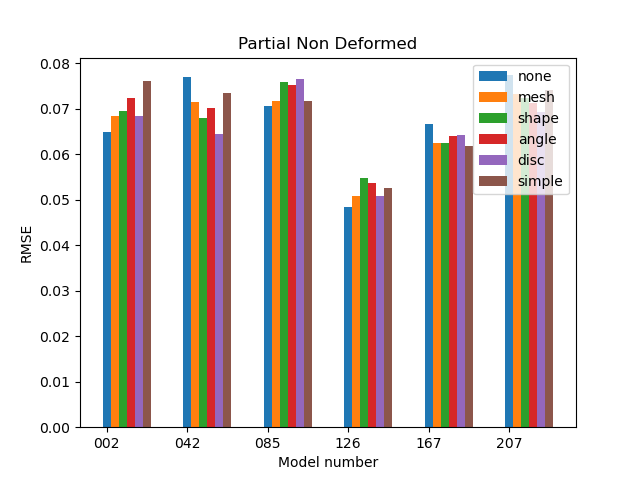 Partial Non Deformed
0.08
0.07
0.06
0.05
0.04
0.03
0.02
0.01
0.00
RMSE
none
mesh
shape
angle
disc
simple
002 042 085 126 167 207
Model number